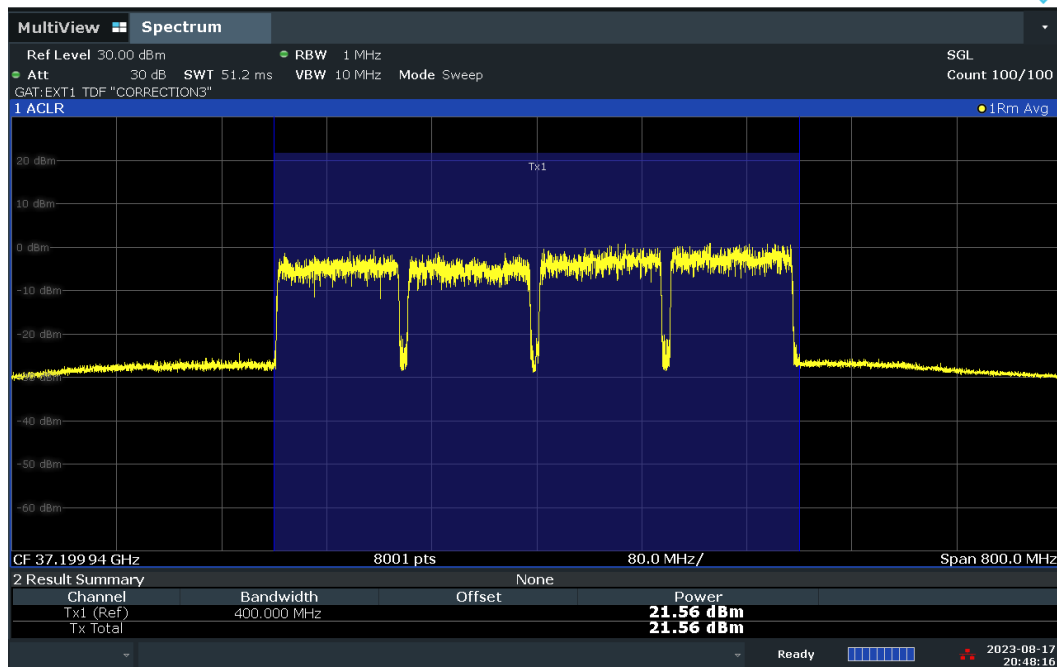 MultiView Spectrum
Ref Level 30.00 dBm RBW 1 MHz SGL
Att 30 dB SWT 51.2 ms VBW 10 MHz Mode Sweep Count 100/100
GAT:EXT1 TDF "CORRECTION3"
1 ACLR 1Rm Avg
Tx1
20 dBm
10 dBm
0 dBm
-10 dBm
-20 dBm
-40 dBm
-50 dBm
-60 dBm
CF 37.199 94 GHz 8001 pts 80.0 MHz/ Span 800.0 MHz
2 Result Summary None
Channel Bandwidth Offset Power
Tx1 (Ref) 400.000 MHz 21.56 dBm
Tx Total 21.56 dBm
Ready 2023-08-17
20:48:16